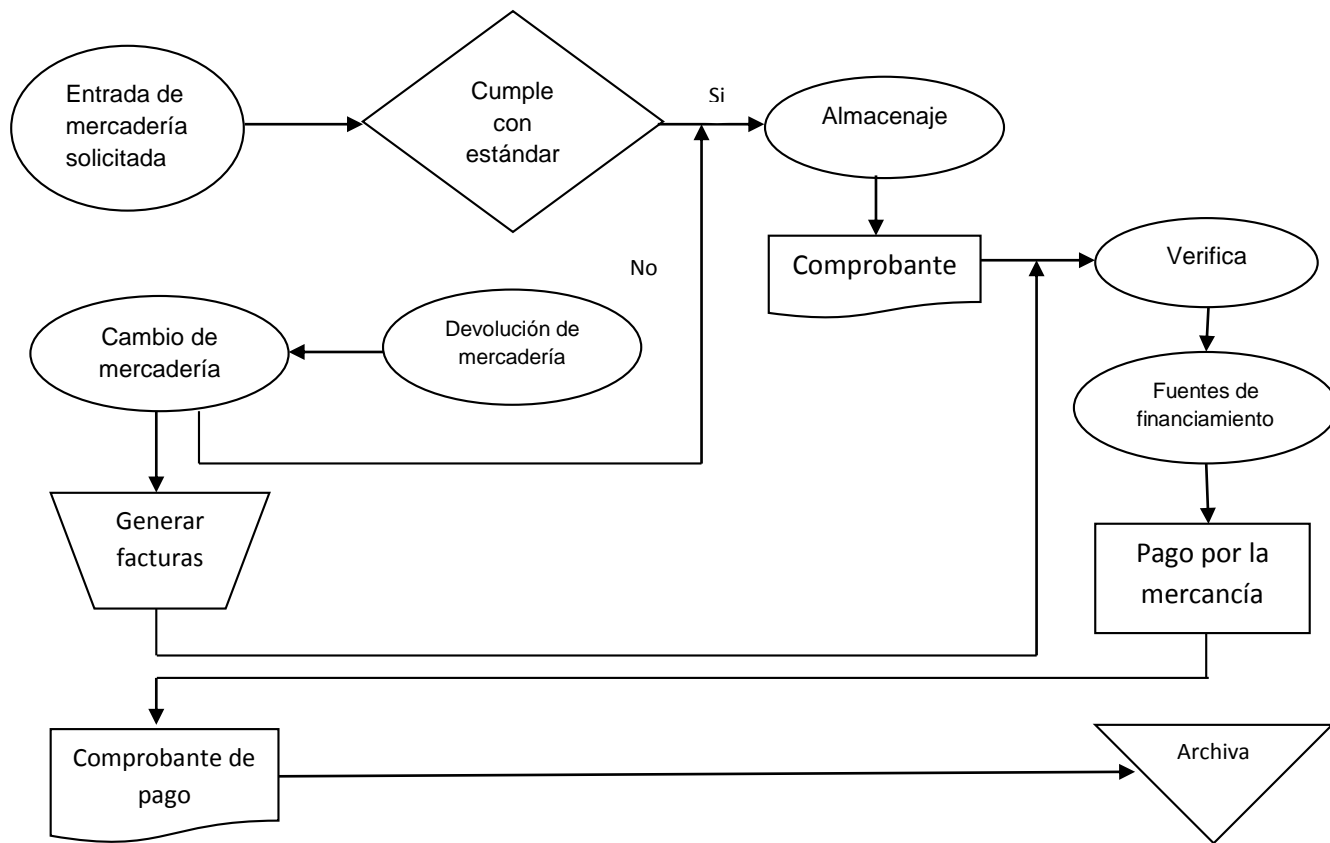 Entrada de
mercadería
solicitada
Cumple
con
estándar
Si
Almacenaje
Comprobante
Verifica
No
Cambio de
mercadería
Devolución de
mercadería
Fuentes de
financiamiento
Generar
facturas
Pago por la
mercancía
Comprobante de
pago
Archiva